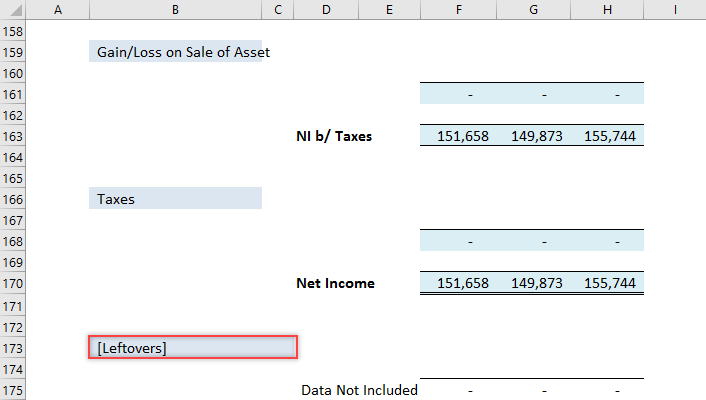 A B C D E F G H I
158
159 Gain/Loss on Sale of Asset
160
161 - - -
162
163 NI b/ Taxes 151,658 149,873 155,744
164
165
166 Taxes
167
168 - - -
169
170 Net Income 151,658 149,873 155,744
171
172
173 [Leftovers]
174
175 Data Not Included - - -